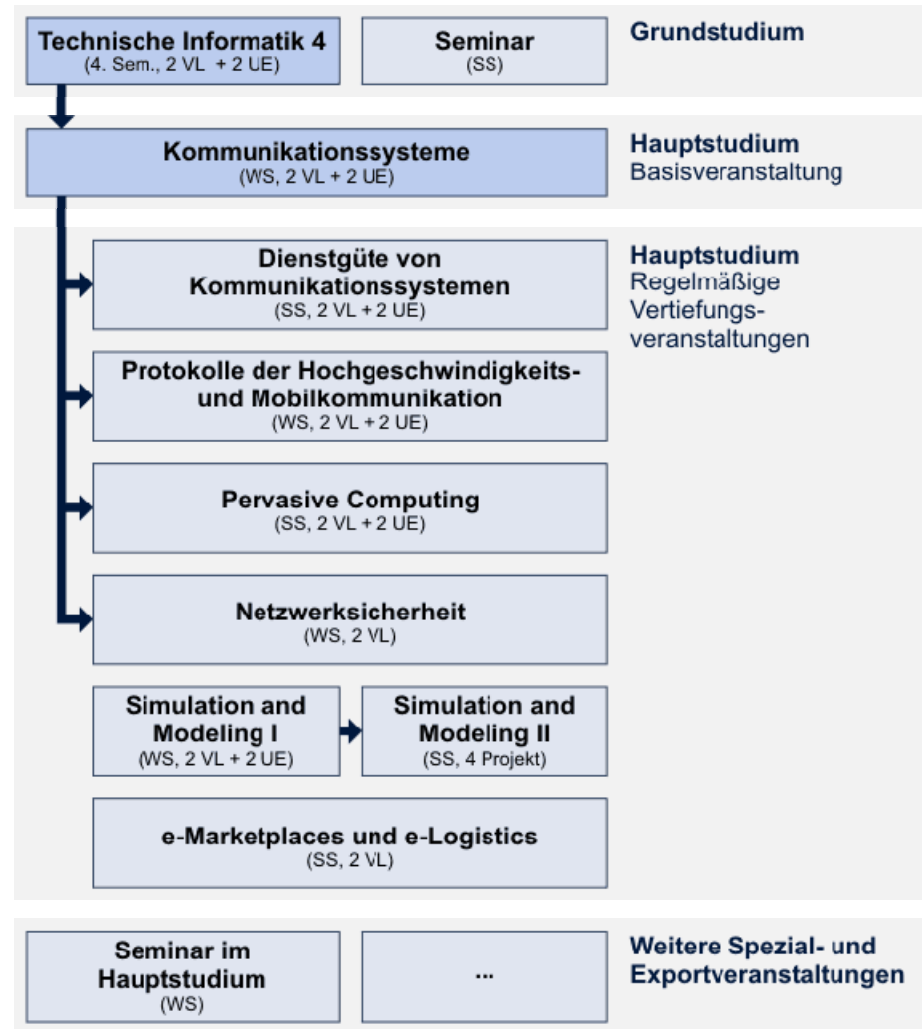 Technische Informatik 4
(4. Sem., 2 VL + 2 UE)
Seminar
(SS)
Grundstudium
Kommunikationssysteme
(WS, 2 VL + 2 UE)
Hauptstudium
Basisveranstaltung
Dienstgüte von
Kommunikationssystemen
(SS, 2 VL + 2 UE)
Hauptstudium
Regelmäßige
Vertiefungs-
veranstaltungen
Protokolle der Hochgeschwindigkeits-
und Mobilkommunikation
(WS, 2 VL + 2 UE)
Pervasive Computing
(SS, 2 VL + 2 UE)
Netzwerksicherheit
(WS, 2 VL)
Simulation and
Modeling I
(WS, 2 VL + 2 UE)
Simulation and
Modeling II
(SS, 4 Projekt)
e-Marketplaces und e-Logistics
(SS, 2 VL)
Seminar im
Hauptstudium
(WS)
...
Weitere Spezial- und
Exportveranstaltungen